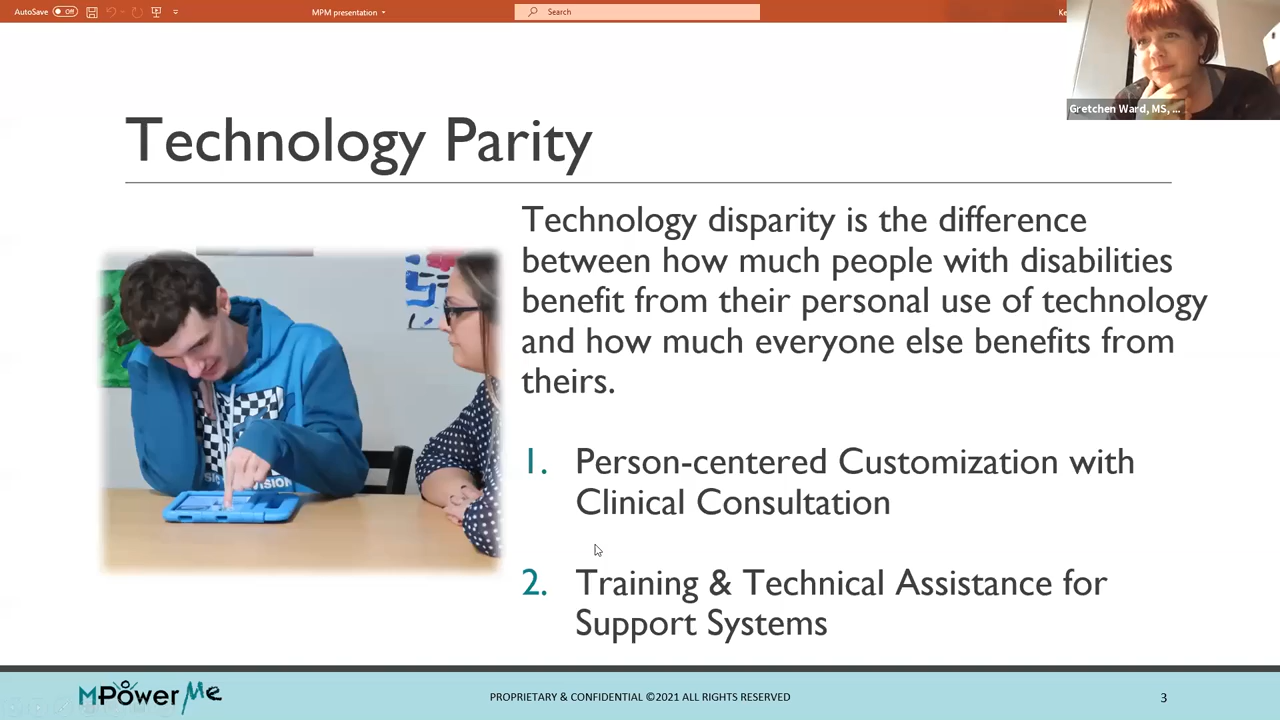 AutoSave Off
MPM presentation
Search
Ke
Gretchen Ward, MS, ...
Technology Parity
Technology disparity is the difference
between how much people with disabilities
benefit from their personal use of technology
and how much everyone else benefits from
theirs.
1. Person-centered Customization with
Clinical Consultation
2. Training & Technical Assistance for
Support Systems
MPower Me
PROPRIETARY & CONFIDENTIAL ©2021 ALL RIGHTS RESERVED
3